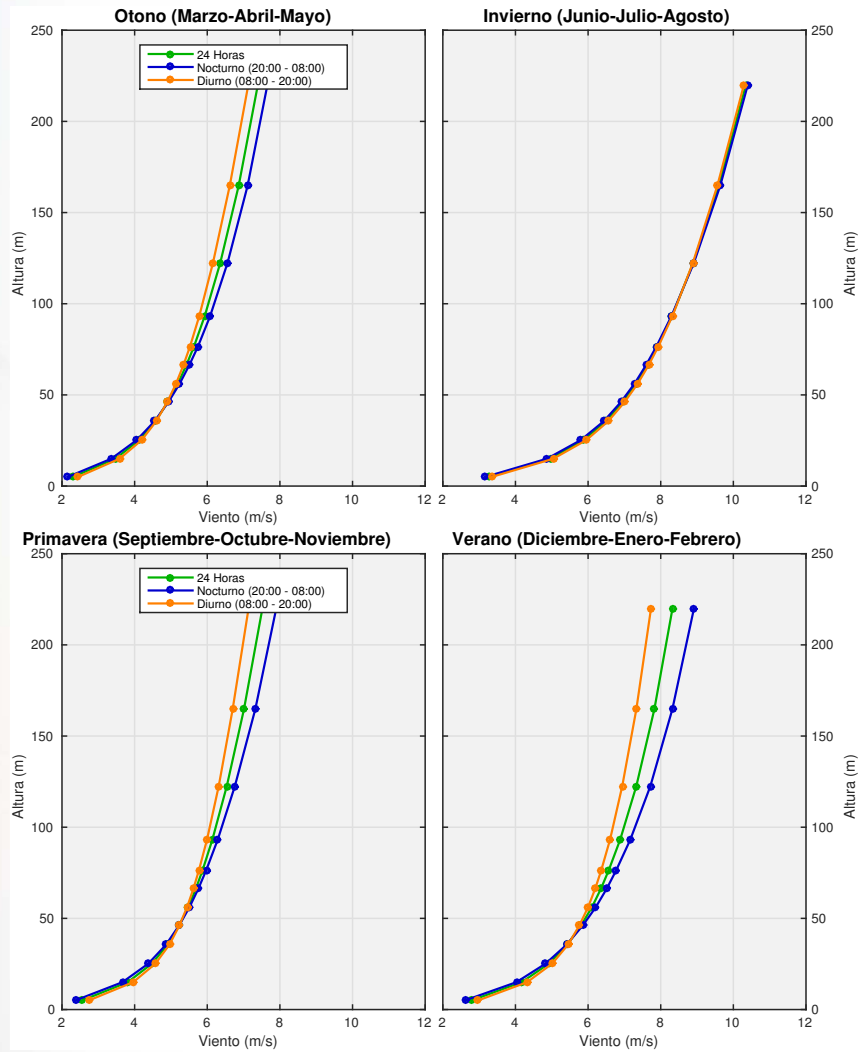 Otono (Marzo-Abril-Mayo)
250
200
150
100
50
0
Altura (m)
24 Horas
Nocturno (20:00 - 08:00)
Diurno (08:00 - 20:00)
2 4 6 8 10 12
Viento (m/s)
Invierno (Junio-Julio-Agosto)
250
200
150
100
50
0
Altura (m)
2 4 6 8 10 12
Viento (m/s)
Primavera (Septiembre-Octubre-Noviembre)
250
200
150
100
50
0
Altura (m)
24 Horas
Nocturno (20:00 - 08:00)
Diurno (08:00 - 20:00)
2 4 6 8 10 12
Viento (m/s)
Verano (Diciembre-Enero-Febrero)
250
200
150
100
50
0
Altura (m)
2 4 6 8 10 12
Viento (m/s)